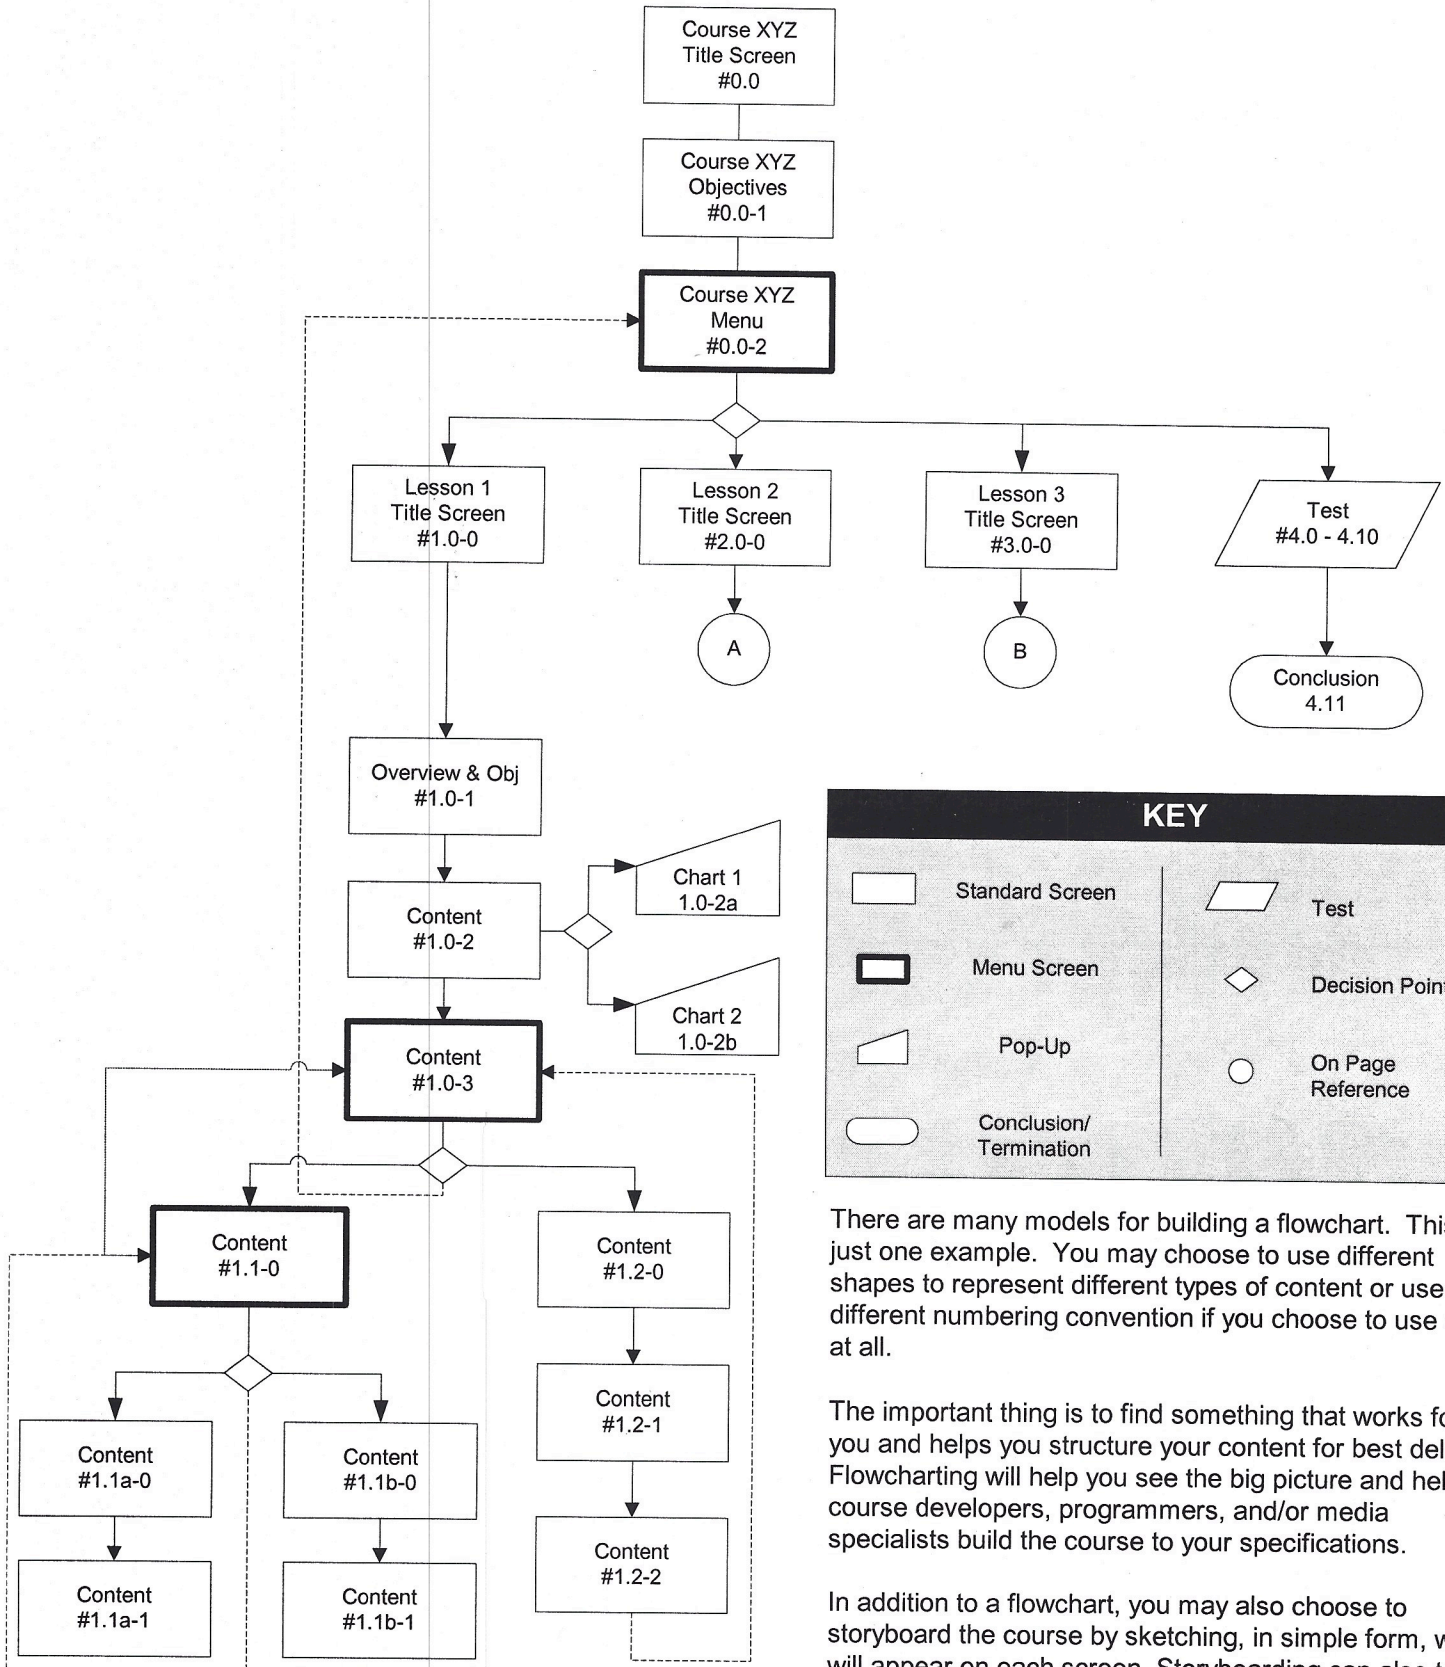 Course XYZ
Title Screen
#0.0
Course XYZ
Objectives
#0.0-1
Course XYZ
Menu
#0.0-2
Lesson 1
Title Screen
#1.0-0
Lesson 2
Title Screen
#2.0-0
Lesson 3
Title Screen
#3.0-0
Test
#4.0 - 4.10
A
B
Conclusion
4.11
Overview & Obj
#1.0-1
Content
#1.0-2
Chart 1
1.0-2a
Chart 2
1.0-2b
Content
#1.0-3
Content
#1.1-0
Content
#1.2-0
Content
#1.2-1
Content
#1.2-2
Content
#1.1a-0
Content
#1.1b-0
Content
#1.1a-1
Content
#1.1b-1
KEY
Standard Screen
Menu Screen
Pop-Up
Conclusion/
Termination
Test
Decision Point
On Page
Reference
There are many models for building a flowchart. This
just one example. You may choose to use different
shapes to represent different types of content or use
different numbering convention if you choose to use
at all.
The important thing is to find something that works for
you and helps you structure your content for best del
Flowcharting will help you see the big picture and hel
course developers, programmers, and/or media
specialists build the course to your specifications.
In addition to a flowchart, you may also choose to
storyboard the course by sketching, in simple form, w
will appear on each screen. Storyboarding can also